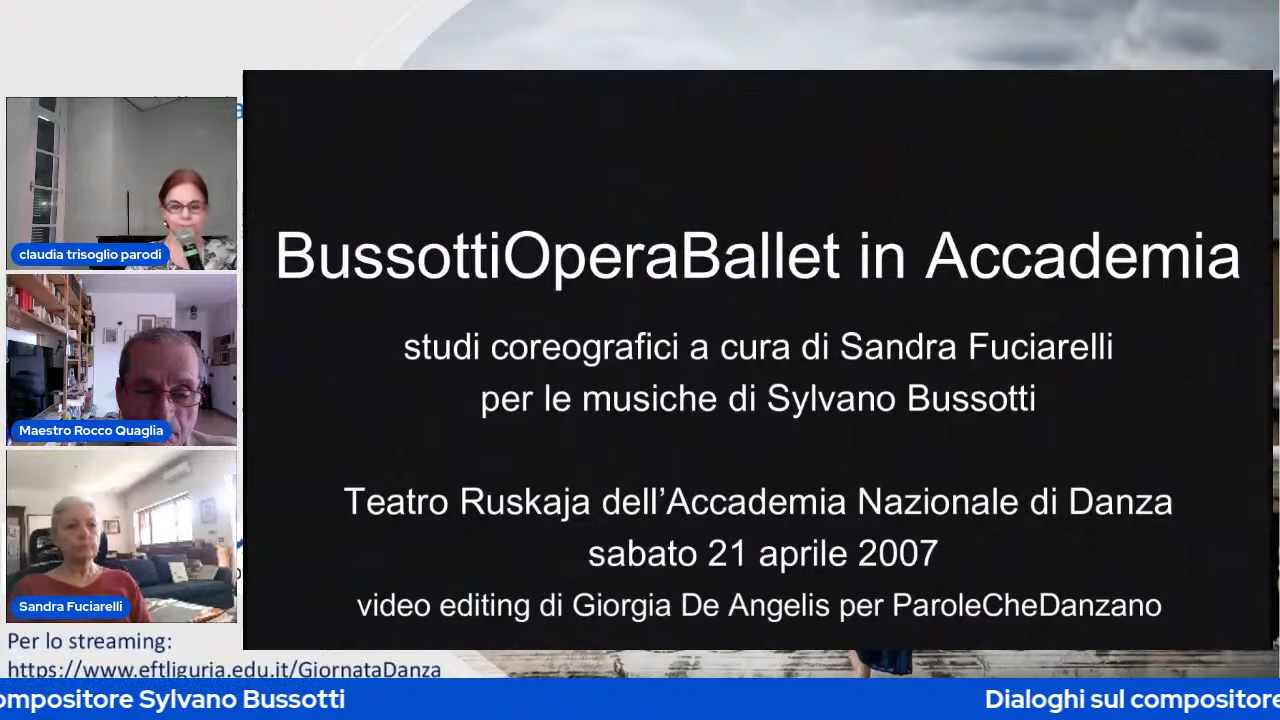 claudia trisoglio parodi
Maestro Rocco Quaglia
Sandra Fuciarelli
BussottiOperaBallet in Accademia
studi coreografici a cura di Sandra Fuciarelli
per le musiche di Sylvano Bussotti
Teatro Ruskaja dell’Accademia Nazionale di Danza
sabato 21 aprile 2007
video editing di Giorgia De Angelis per ParoleCheDanzano
Per lo streaming:
https://www.eftliguria.edu.it/GiornataDanza
ompositore Sylvano Bussotti
Dialoghi sul compositore